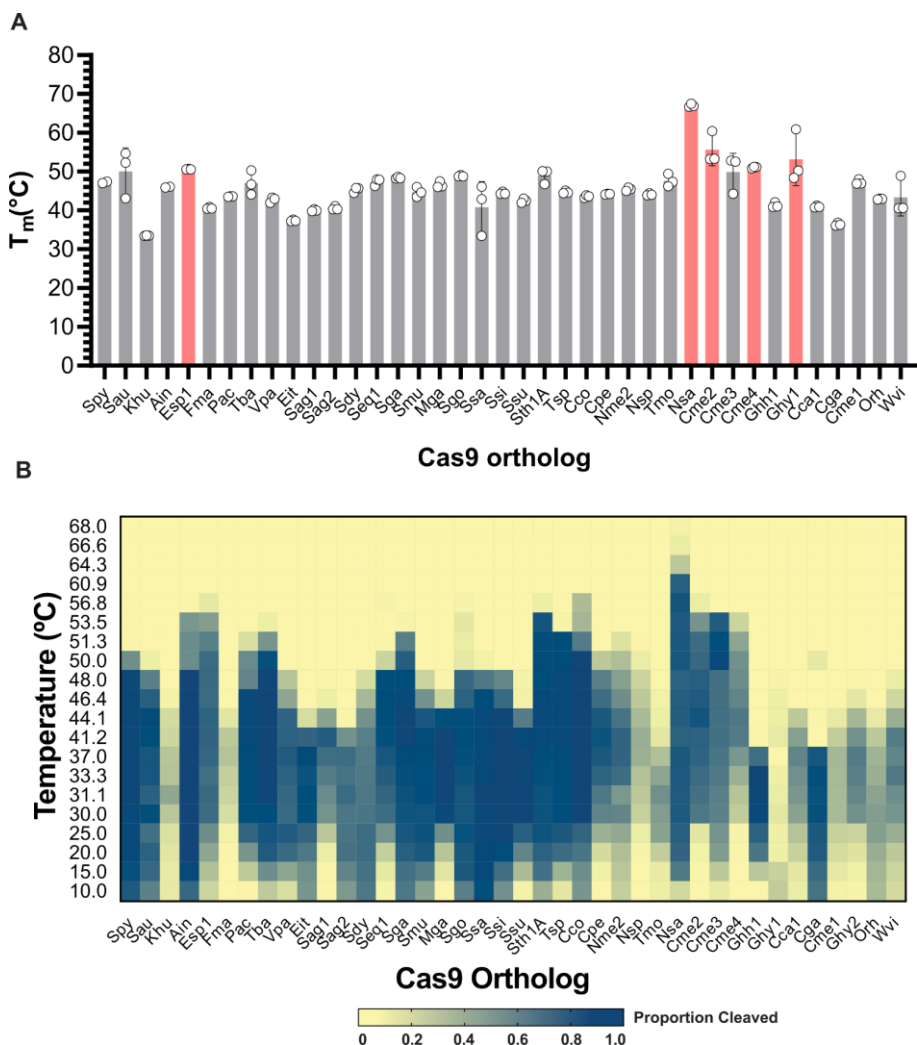 A
80
70
60
50
40
30
20
10
0
Tm(°C)
Spy Sau Khu Ain Esp1 Fma Pac Tba Vpa Eit Sag1 Sag2 Sdy Seq1 Sga Smu Mga Sgo Ssa Ssi Ssu Sth1A Tsp Cco Cpe Nme2 Nsp Tmo Nsa Cme2 Cme3 Cme4 Ghh1 Ghy1 Cca1 Cga Cme1 Orh Wvi
Cas9 ortholog
B
68.0
66.6
64.3
60.9
56.8
53.5
51.3
50.0
48.0
46.4
44.1
41.2
37.0
33.3
31.1
30.0
25.0
20.0
15.0
10.0
Temperature (ºC)
Spy Sau Khu Ain Esp1 Fma Pac Tba Vpa Eit Sag1 Sag2 Sdy Seq1 Sga Smu Mga Sgo Ssa Ssi Ssu Sth1A Tsp Cco Cpe Nme2 Nsp Tmo Nsa Cme2 Cme3 Cme4 Ghh1 Ghy1 Cca1 Cga Cme1 Ghy2 Orh Wvi
Cas9 Ortholog
Proportion Cleaved
0 0.2 0.4 0.6 0.8 1.0